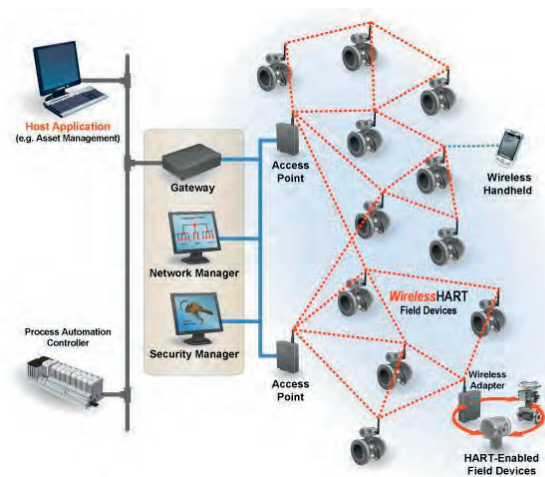 Host Application
(e.g. Asset Management)
Gateway
Access
Point
Wireless
Handheld
Network Manager
WirelessHART
Field Devices
Security Manager
Process Automation
Controller
Access
Point
Wireless
Adapter
HART-Enabled
Field Devices